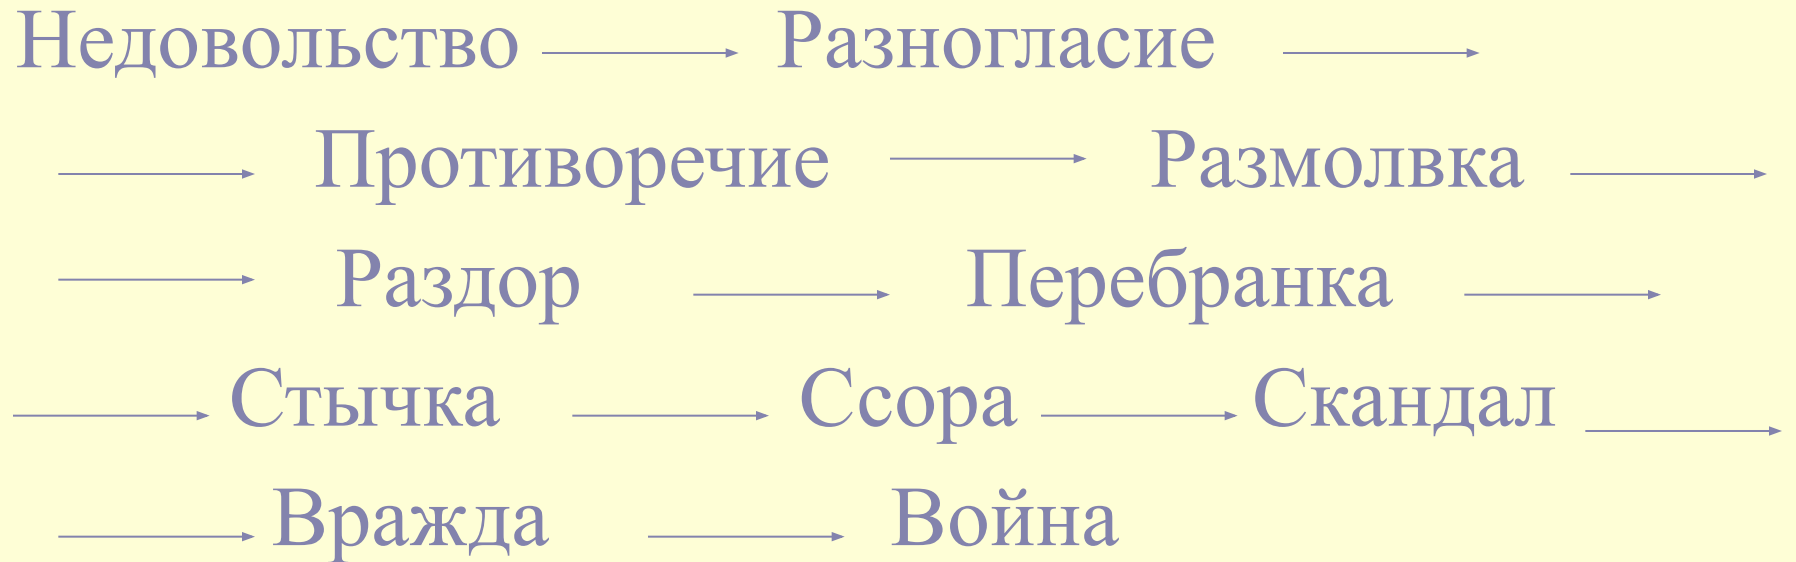 Недовольство Разногласие
Противоречие Размолвка
Раздор Перебранка
Стычка Ссора Скандал
Вражда Война